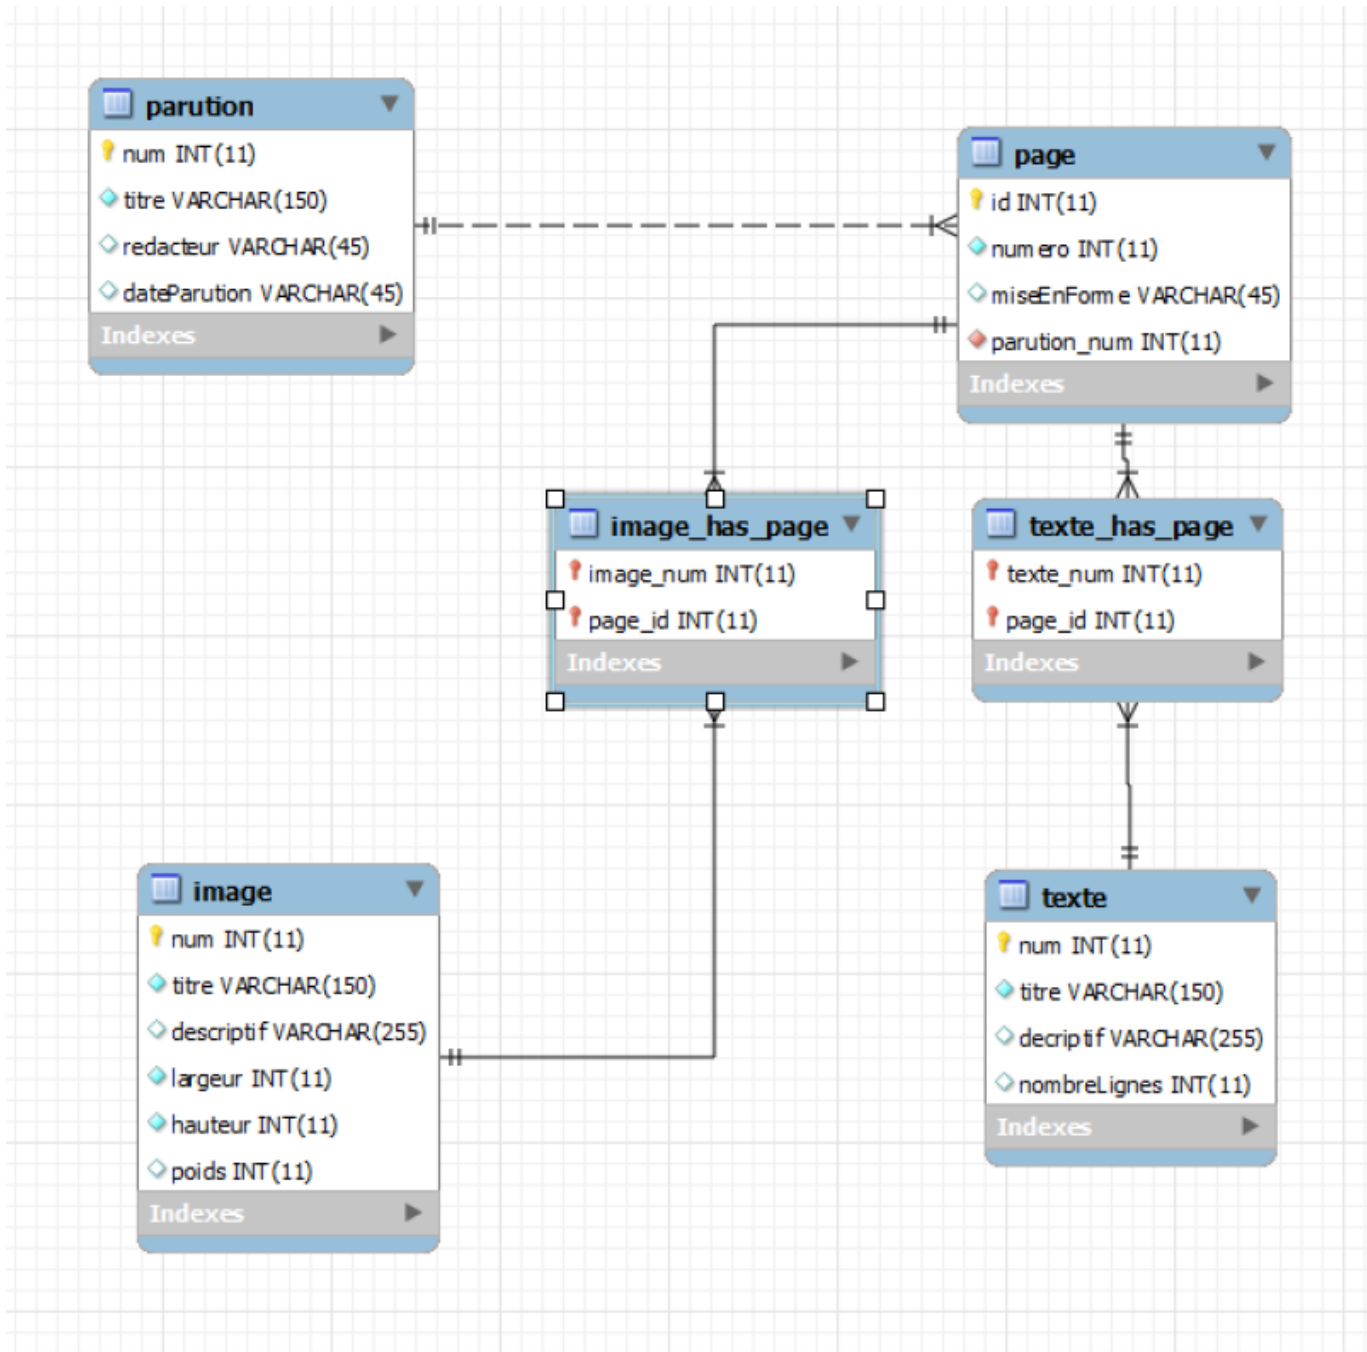 parution
num INT(11)
titre VARCHAR(150)
redacteur VARCHAR(45)
dateParution VARCHAR(45)
Indexes
page
id INT(11)
numero INT(11)
miseEnForme VARCHAR(45)
parution_num INT(11)
Indexes
image_has_page
image_num INT(11)
page_id INT(11)
Indexes
texte_has_page
texte_num INT(11)
page_id INT(11)
Indexes
image
num INT(11)
titre VARCHAR(150)
descriptif VARCHAR(255)
largeur INT(11)
hauteur INT(11)
poids INT(11)
Indexes
texte
num INT(11)
titre VARCHAR(150)
decriptif VARCHAR(255)
nombreLignes INT(11)
Indexes